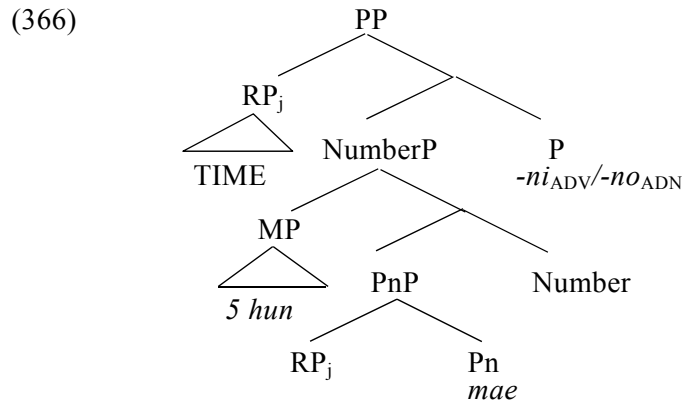 (366)
PP
RPj
NumberP P
TIME -niADV/-noADN
MP
PnP Number
5 hun
RPj Pn
mae